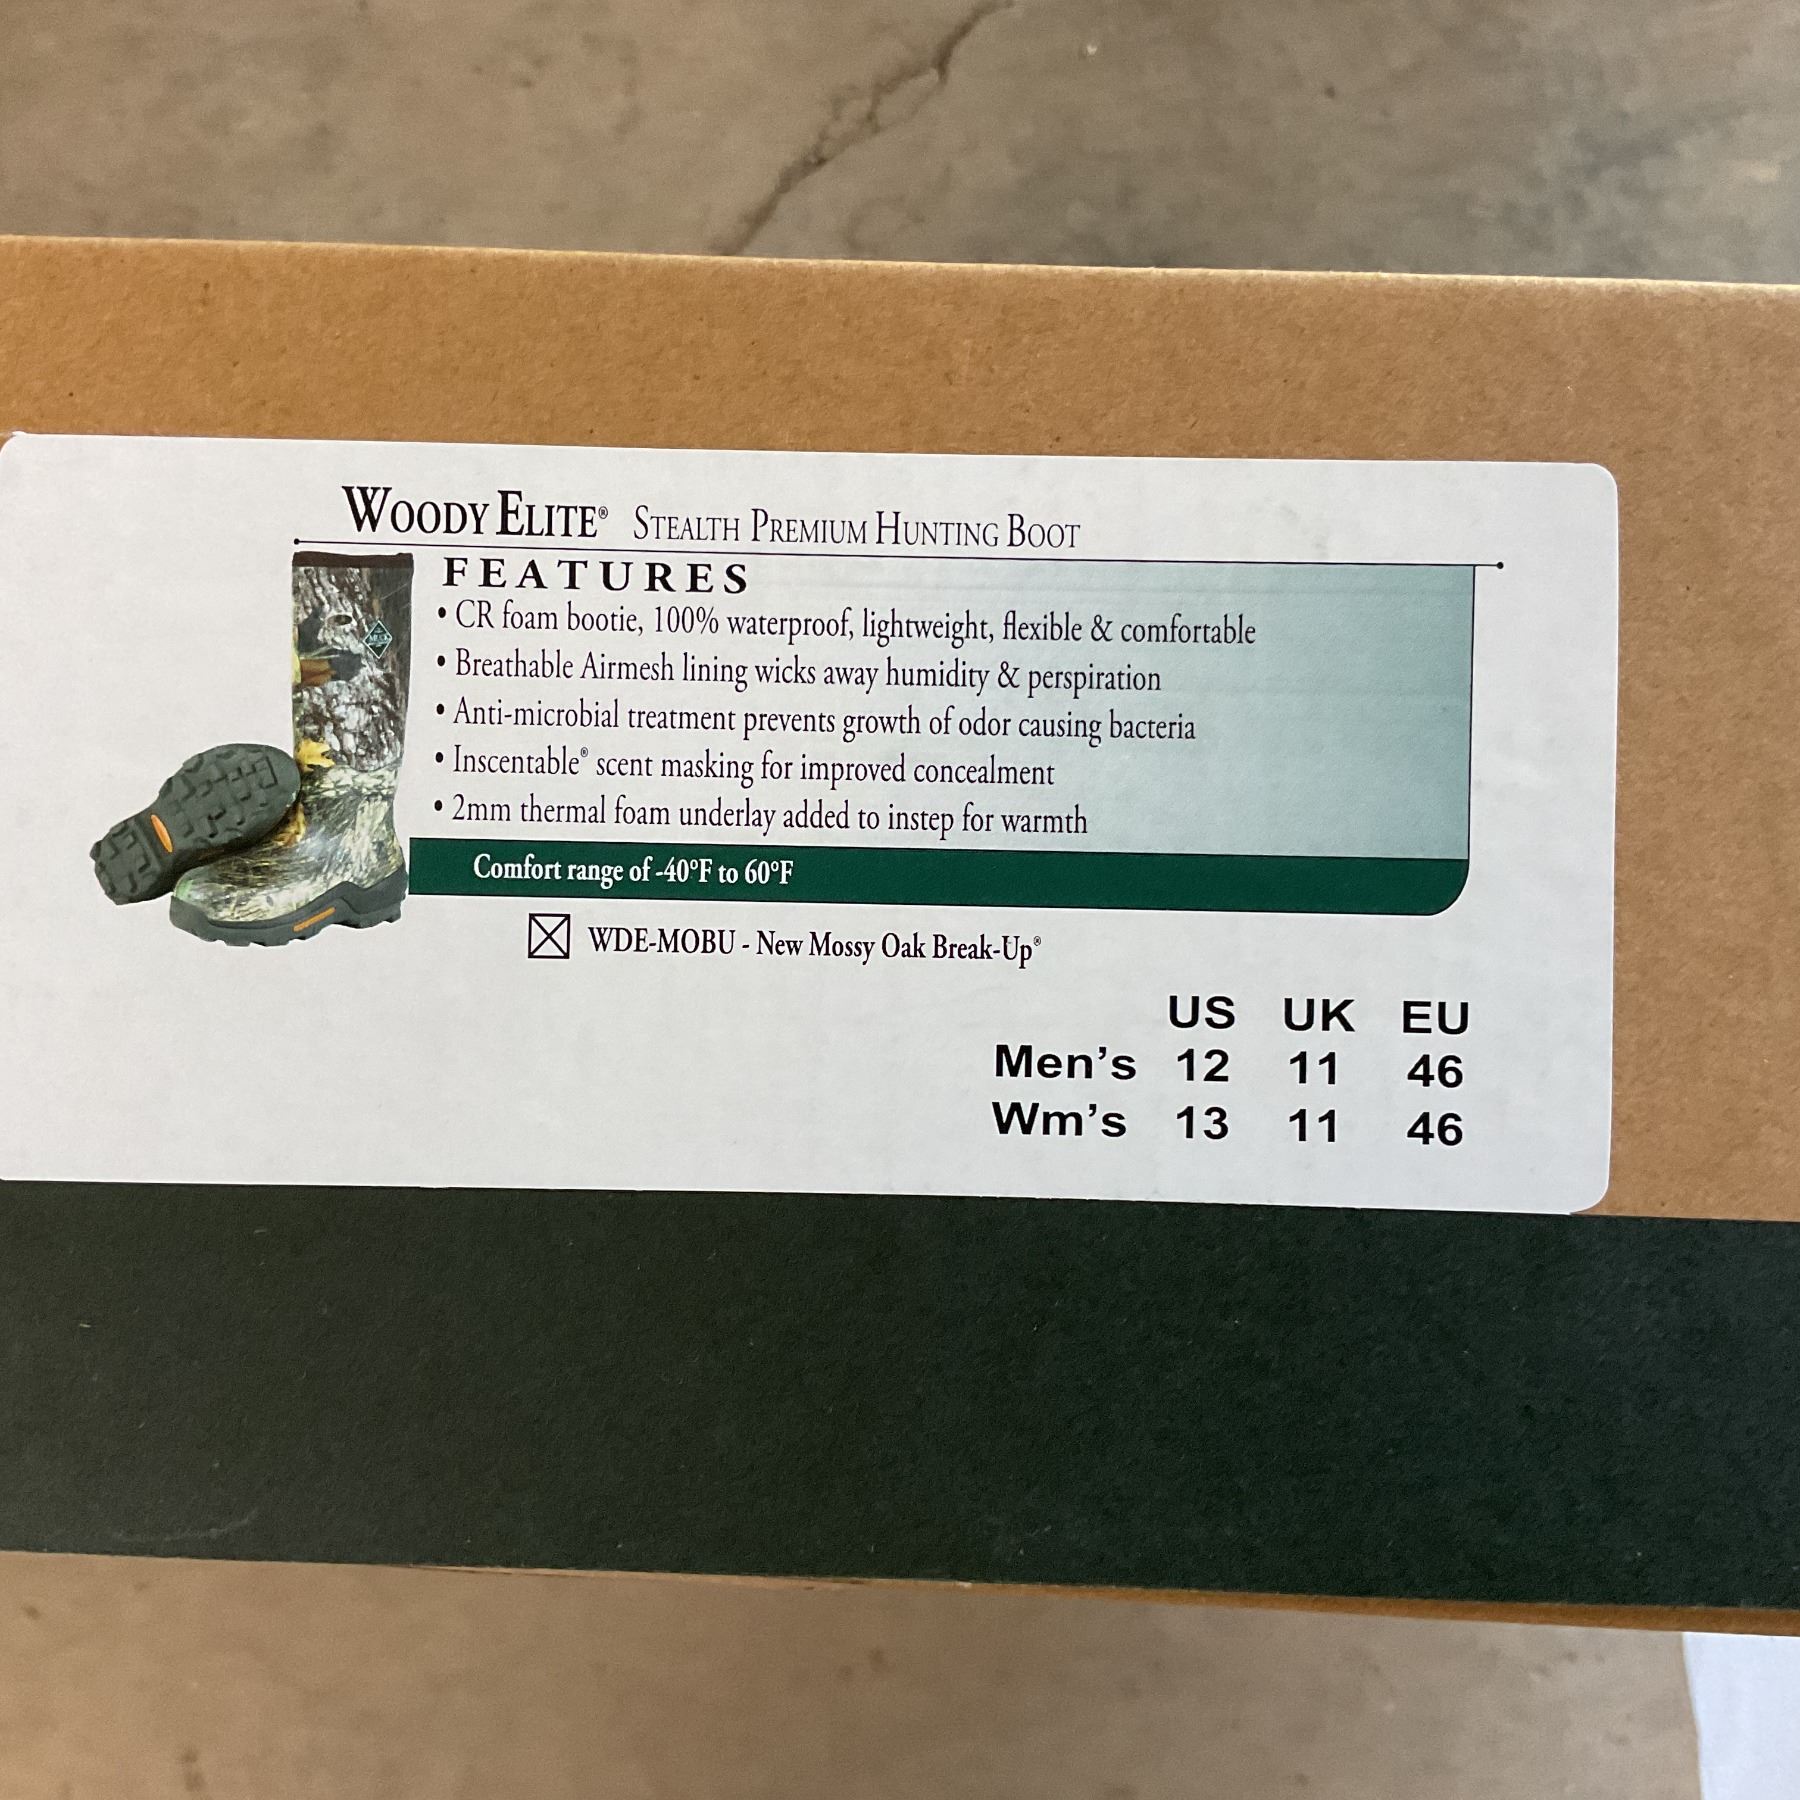 WOODY ELITE® STEALTH PREMIUM HUNTING BOOT
FEATURES
• CR foam bootie, 100% waterproof, lightweight, flexible & comfortable
• Breathable Airmesh lining wicks away humidity & perspiration
• Anti-microbial treatment prevents growth of odor causing bacteria
• Inscentable® scent masking for improved concealment
• 2mm thermal foam underlay added to instep for warmth
Comfort range of -40ºF to 60ºF
WDE-MOBU - New Mossy Oak Break-Up®
US UK EU
Men's 12 11 46
Wm's 13 11 46